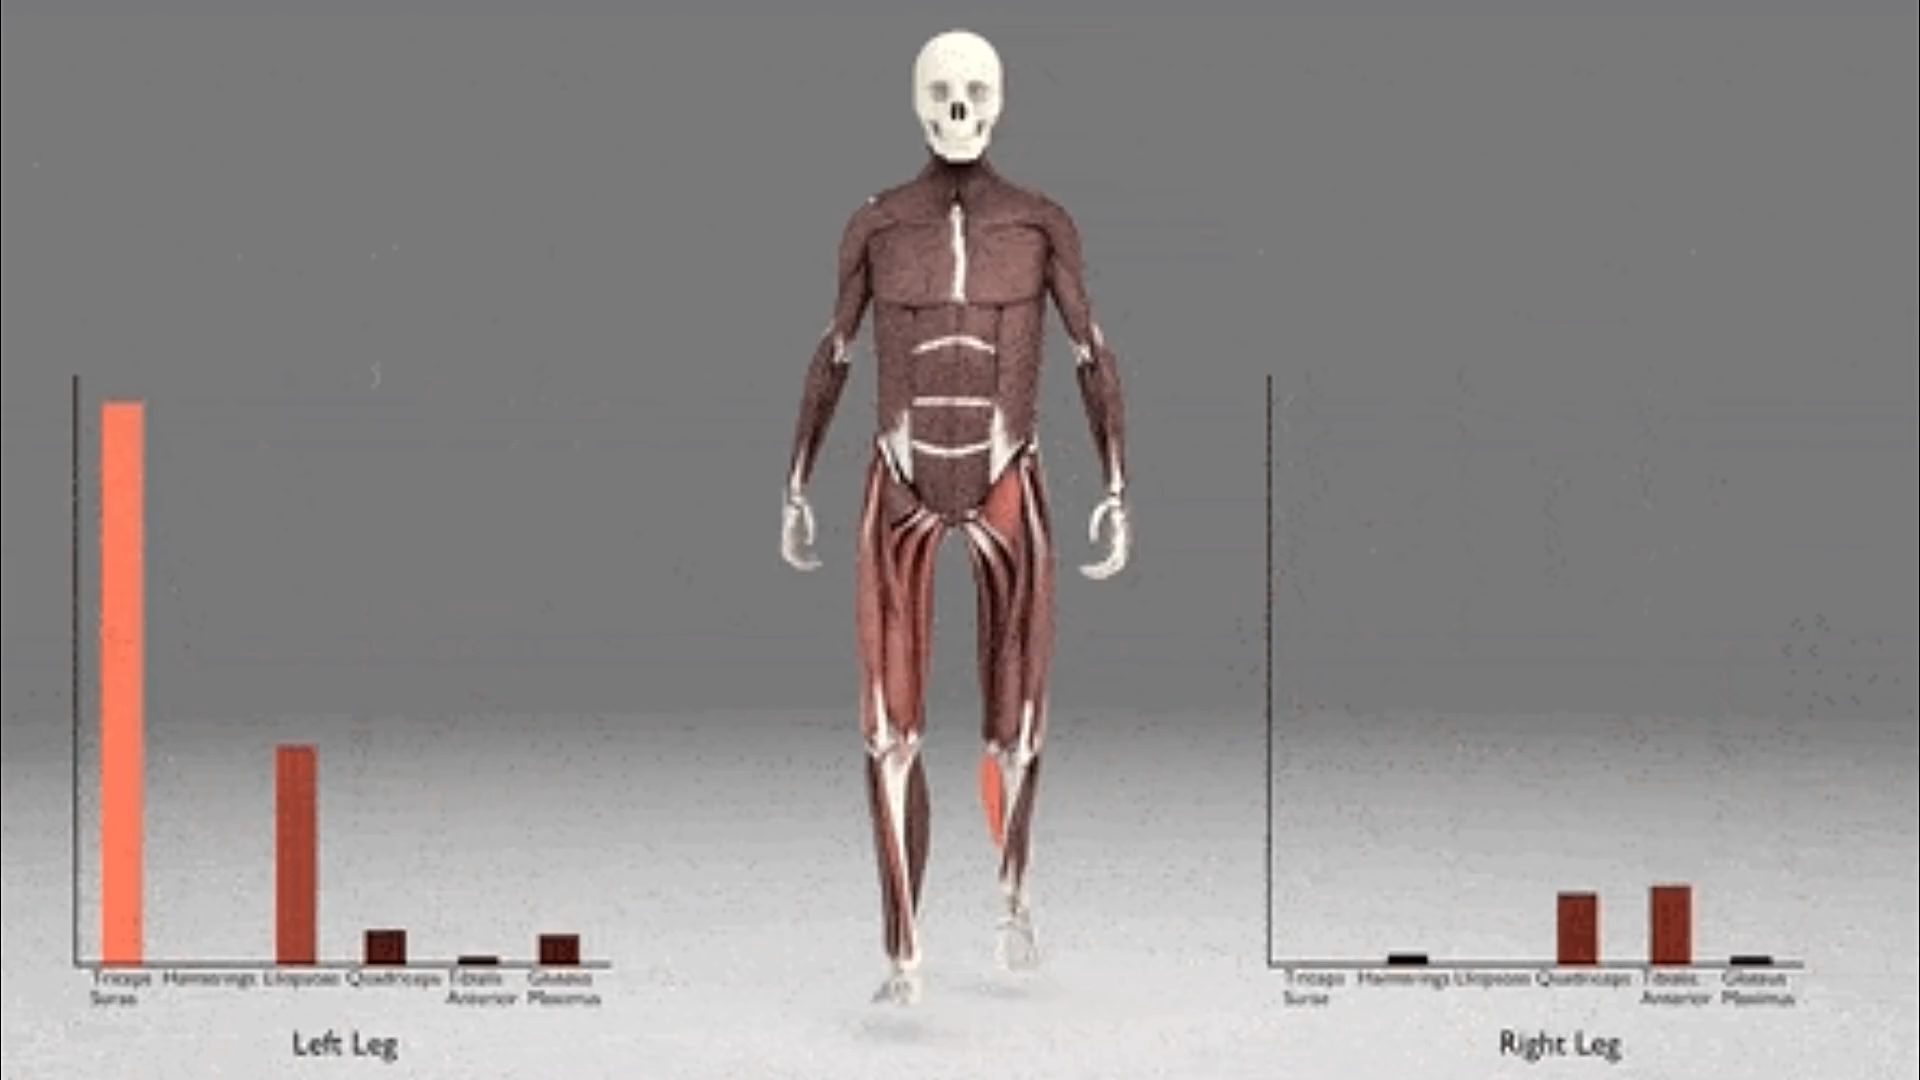 Triceps Hamstrings Iliopsoas Quadriceps Tibialis Gluteus
Surae Anterior Maximus
Left Leg
Triceps Hamstrings Iliopsoas Quadriceps Tibialis Gluteus
Surae Anterior Maximus
Right Leg